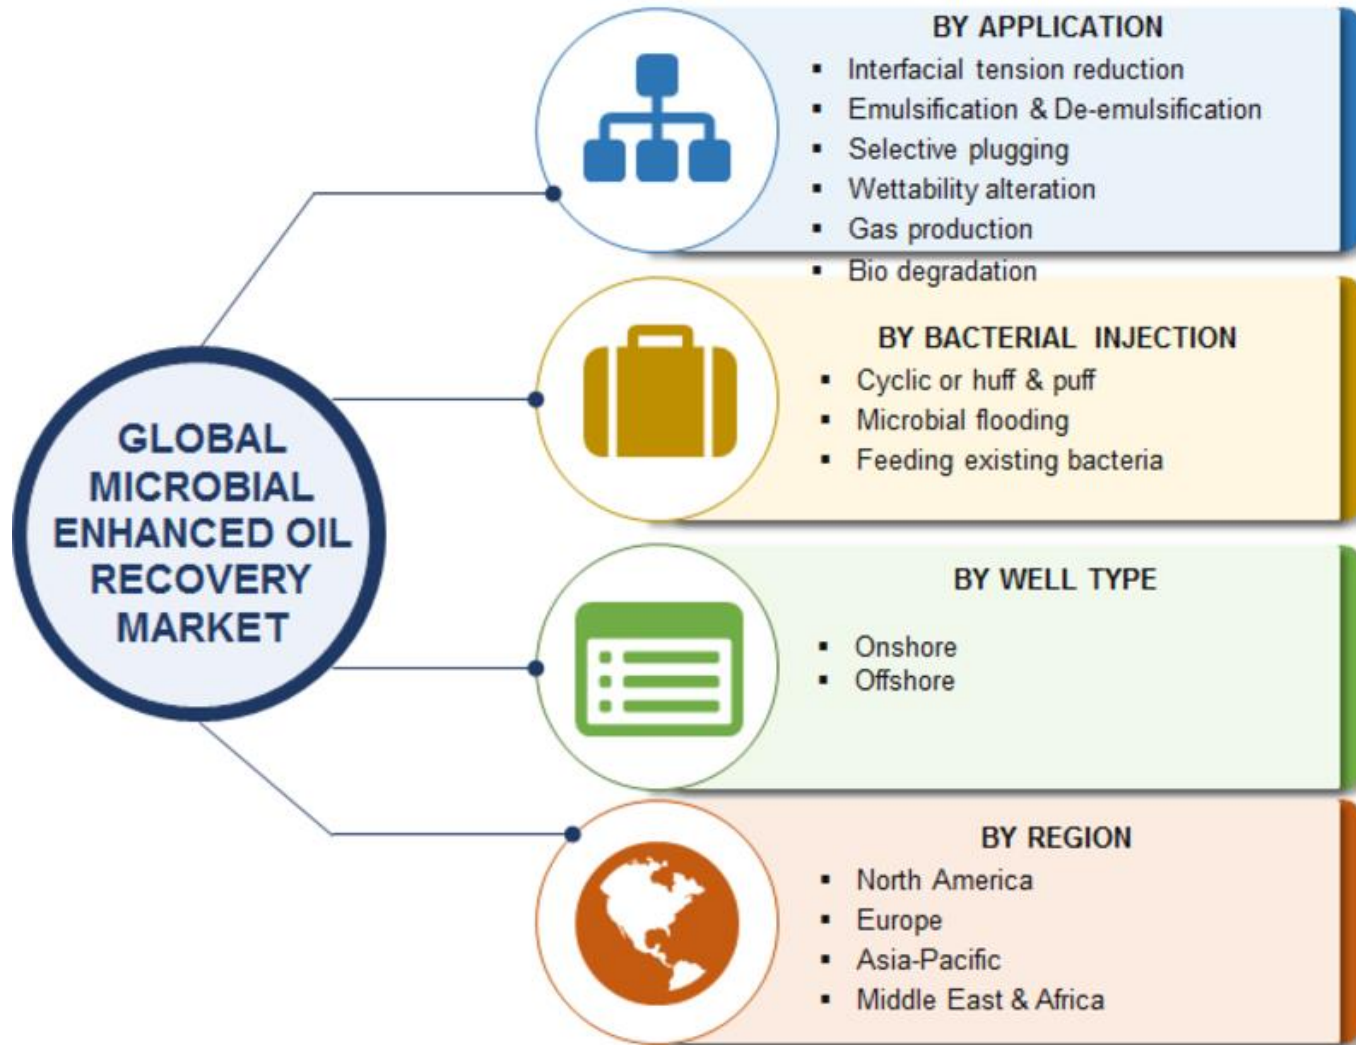 GLOBAL
MICROBIAL
ENHANCED OIL
RECOVERY
MARKET
BY APPLICATION
▪ Interfacial tension reduction
▪ Emulsification & De-emulsification
▪ Selective plugging
▪ Wettability alteration
▪ Gas production
▪ Bio degradation
BY BACTERIAL INJECTION
▪ Cyclic or huff & puff
▪ Microbial flooding
▪ Feeding existing bacteria
BY WELL TYPE
▪ Onshore
▪ Offshore
BY REGION
▪ North America
▪ Europe
▪ Asia-Pacific
▪ Middle East & Africa